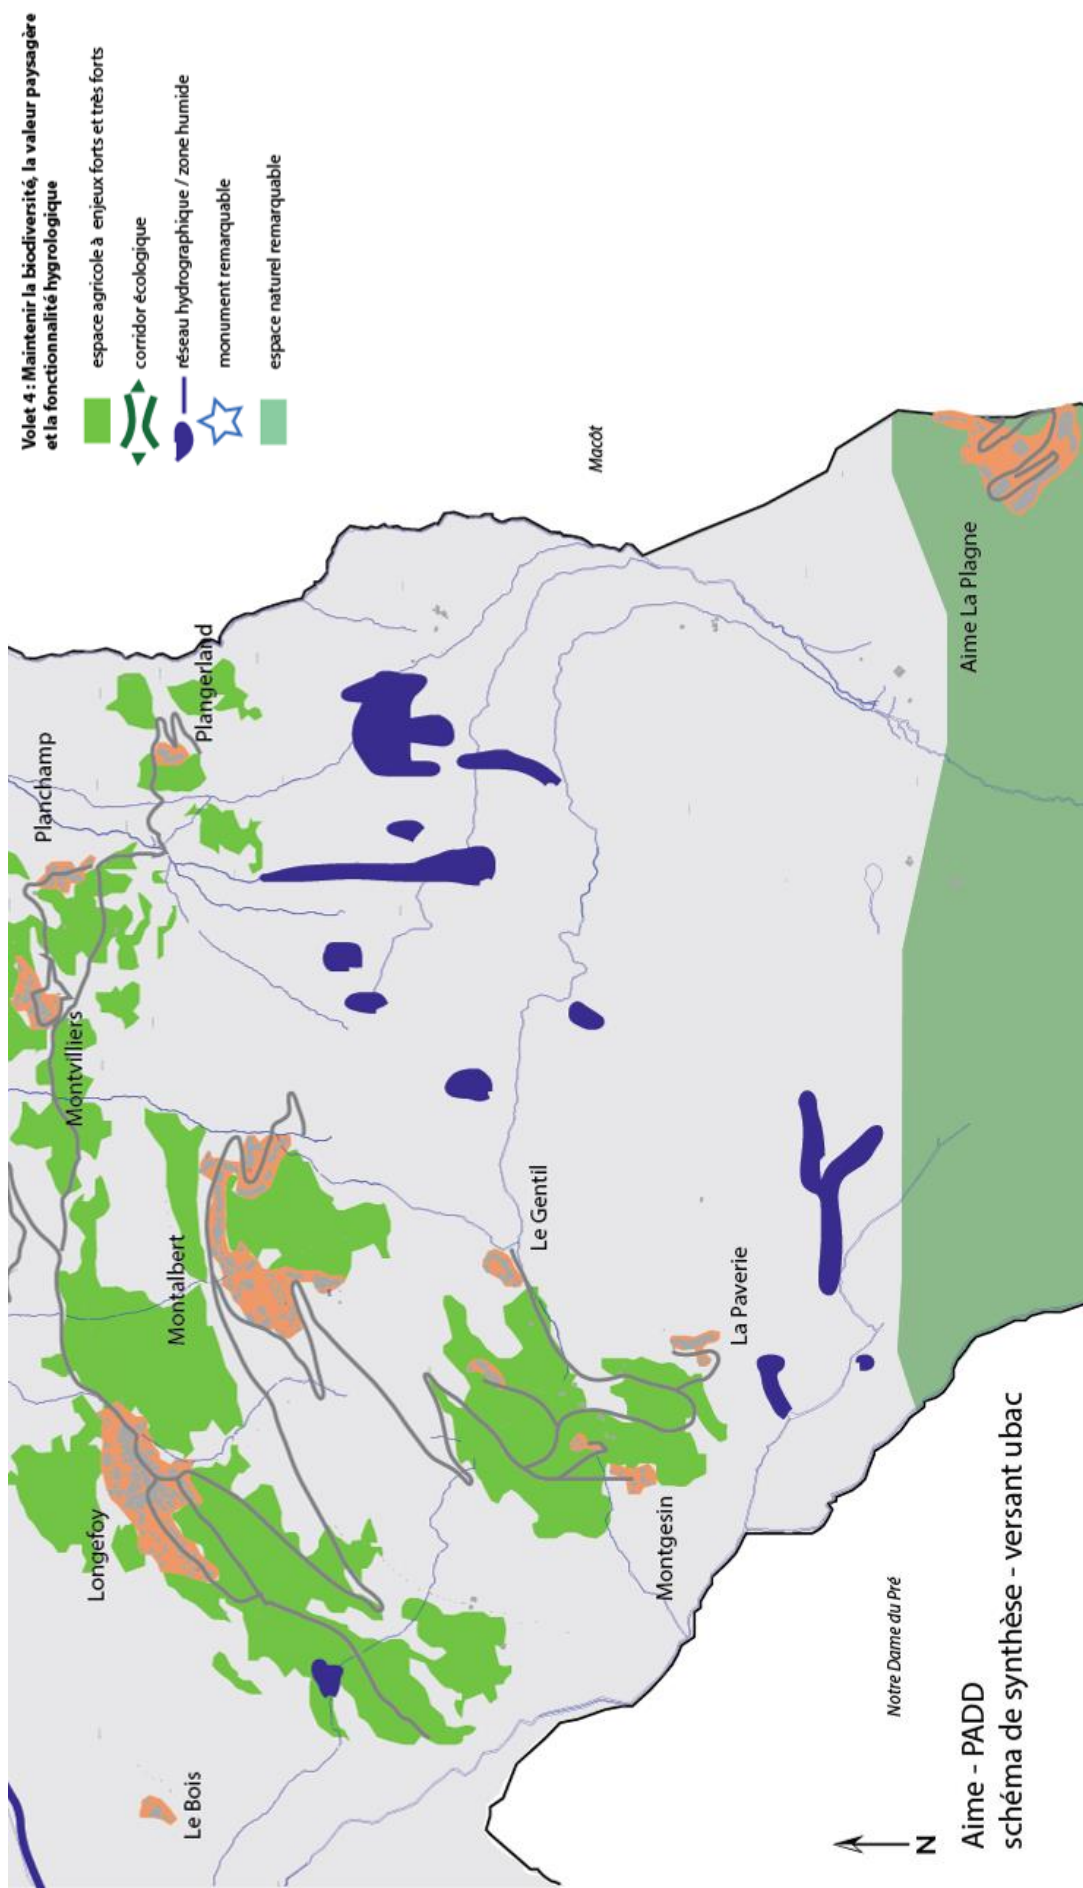 Volet 4 : Maintenir la biodiversité, la valeur paysagère
et la fonctionnalité hygrologique
espace agricole à enjeux forts et très forts
corridor écologique
réseau hydrographique / zone humide
monument remarquable
espace naturel remarquable
Macôt
Planchamp
Plangerland
Montvilliers
Aime La Plagne
Montalbert
Le Gentil
Longefoy
La Paverie
Montgesin
Le Bois
Notre Dame du Pré
N
Aime - PADD
schéma de synthèse - versant ubac